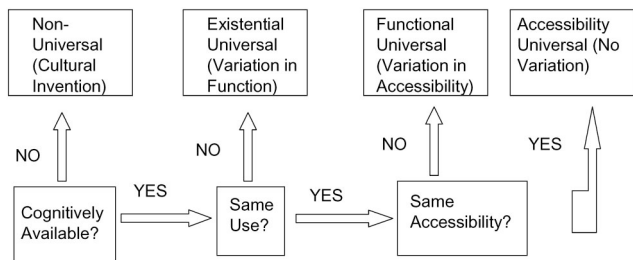 Non-
Universal
(Cultural
Invention)
Existential
Universal
(Variation in
Function)
Functional
Universal
(Variation in
Accessibility)
Accessibility
Universal (No
Variation)
NO
NO
NO
YES
Cognitively
Available?
YES
Same
Use?
YES
Same
Accessibility?